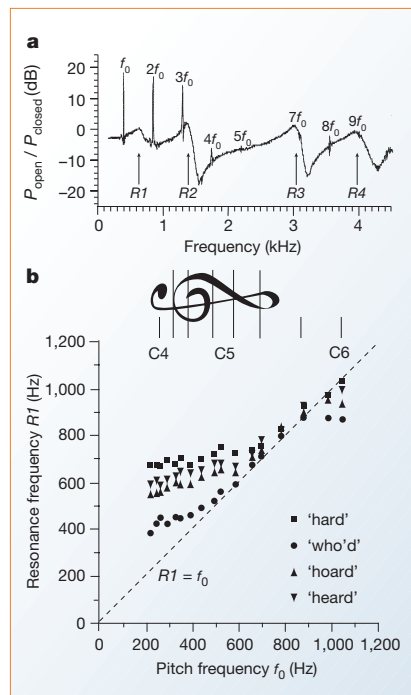 a
f₀ 2f₀ 3f₀ 4f₀ 5f₀ 7f₀ 8f₀ 9f₀
P open / P closed (dB)
20
10
0
–10
–20
R1 R2 R3 R4
0 1 2 3 4
Frequency (kHz)
b
C4 C5 C6
1,200
1,000
800
600
400
200
0
Resonance frequency R1 (Hz)
R1 = f₀
'hard'
'who'd'
'hoard'
'heard'
0 200 400 600 800 1,000 1,200
Pitch frequency f₀ (Hz)